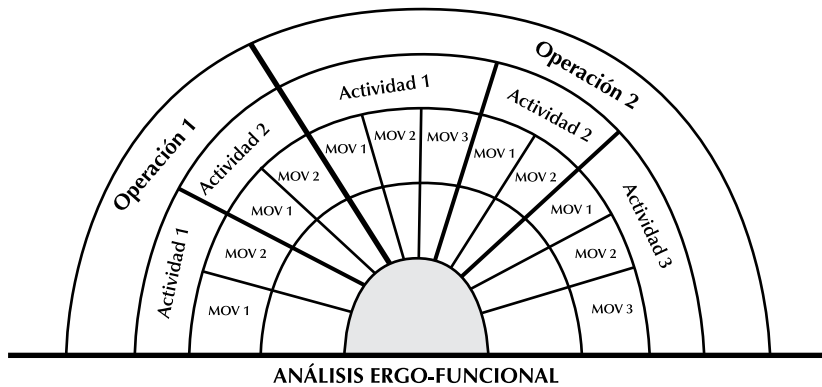 Operación 1
Operación 2
Actividad 1
Actividad 2
Actividad 1
Actividad 2
Actividad 3
MOV 1
MOV 2
MOV 1
MOV 2
MOV 1
MOV 2
MOV 3
MOV 1
MOV 2
MOV 1
MOV 2
MOV 3
ANÁLISIS ERGO-FUNCIONAL